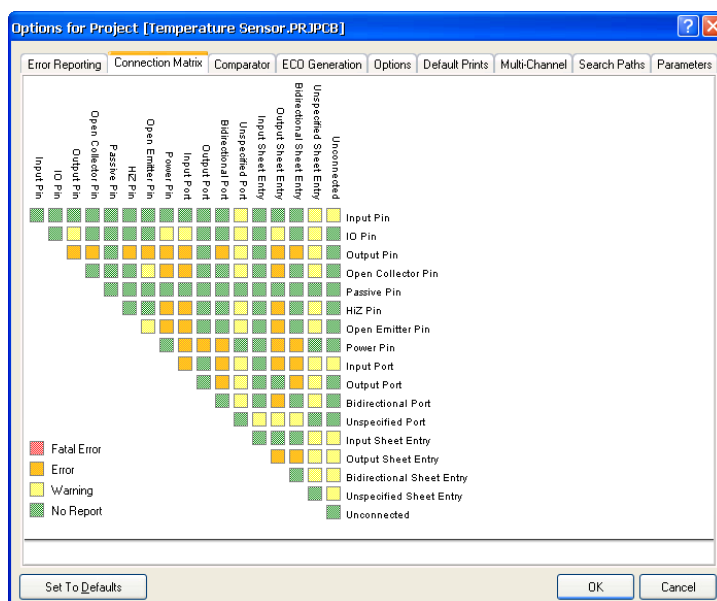 Options for Project [Temperature Sensor.PRJPCB]
Error Reporting
Connection Matrix
Comparator
ECO Generation
Options
Default Prints
Multi-Channel
Search Paths
Parameters
Input Pin
IO Pin
Output Pin
Open Collector Pin
Passive Pin
HiZ Pin
Open Emitter Pin
Power Pin
Input Port
Output Port
Bidirectional Port
Unspecified Port
Input Sheet Entry
Output Sheet Entry
Bidirectional Sheet Entry
Unspecified Sheet Entry
Unconnected
Input Pin
IO Pin
Output Pin
Open Collector Pin
Passive Pin
HiZ Pin
Open Emitter Pin
Power Pin
Input Port
Output Port
Bidirectional Port
Unspecified Port
Input Sheet Entry
Output Sheet Entry
Bidirectional Sheet Entry
Unspecified Sheet Entry
Unconnected
Fatal Error
Error
Warning
No Report
Set To Defaults
OK
Cancel